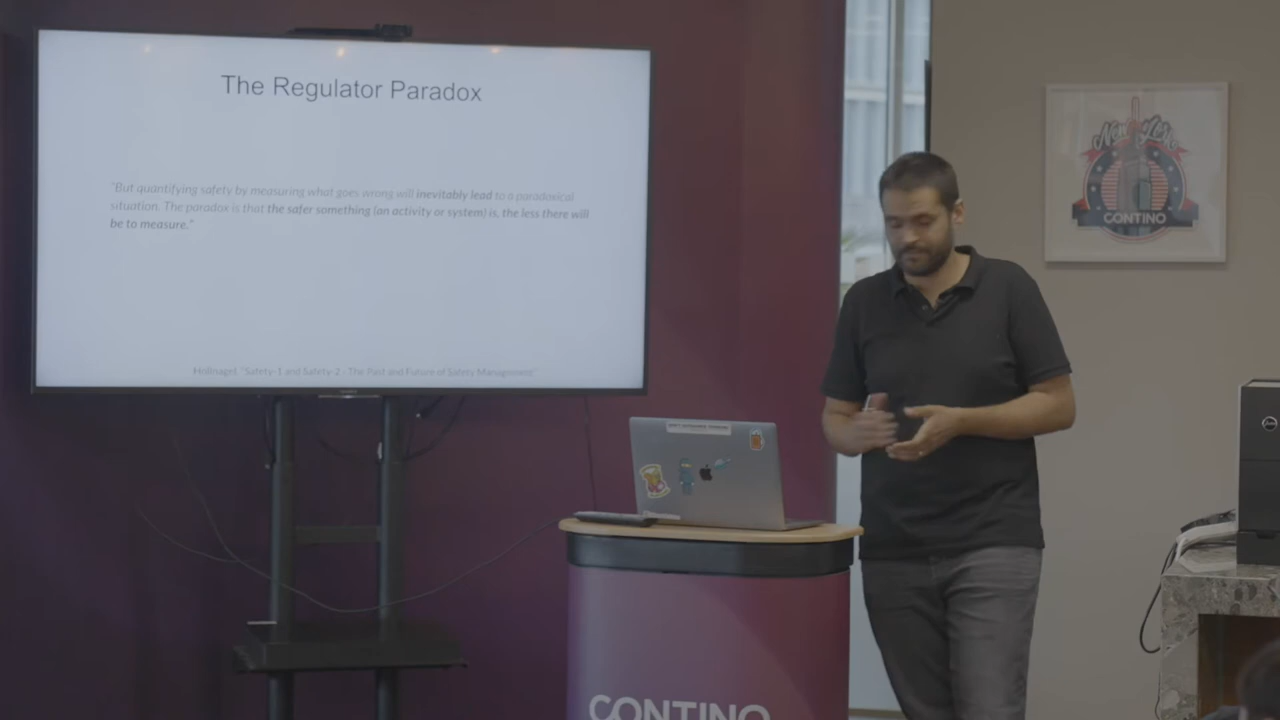 The Regulator Paradox
"But quantifying safety by measuring what goes wrong will inevitably lead to a paradoxical
situation. The paradox is that the safer something (an activity or system) is, the less there will
be to measure."
Hollnagel "Safety-1 and Safety-2 - The Past and Future of Safety Management"
New York
CONTINO
CONTINO